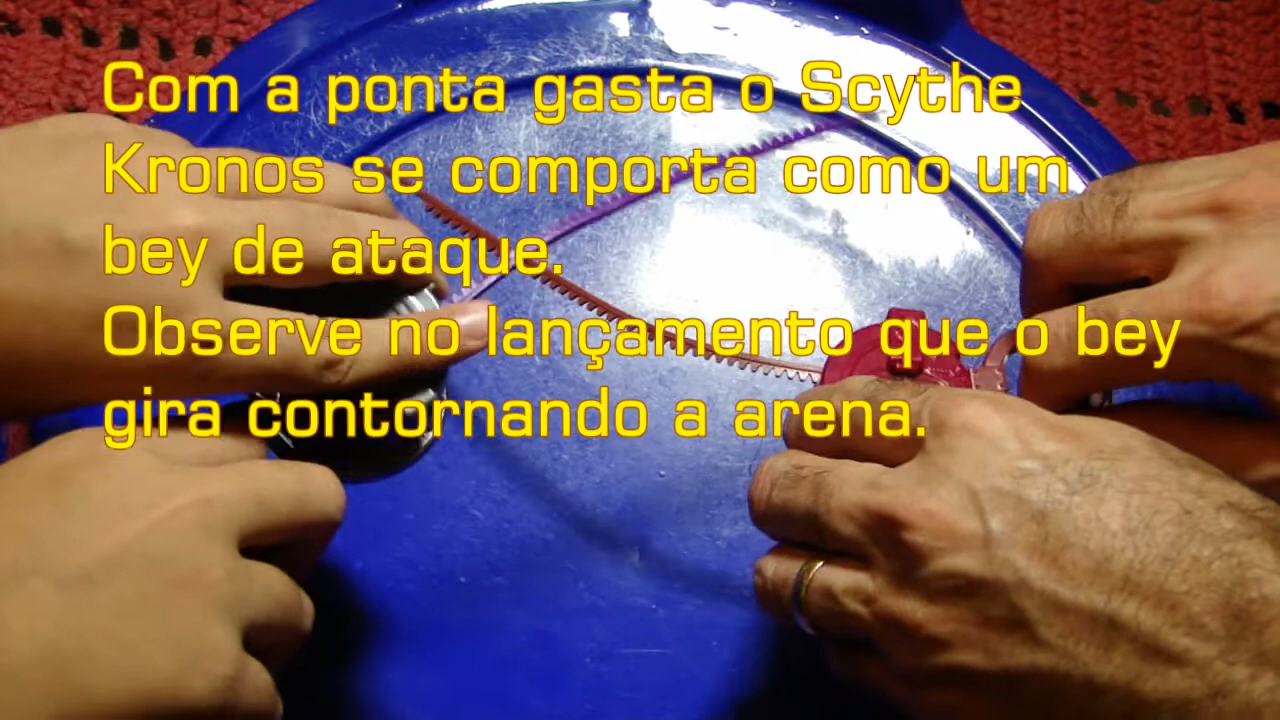 Com a ponta gasta o Scythe
Kronos se comporta como um
bey de ataque.
Observe no lançamento que o bey
gira contornando a arena.